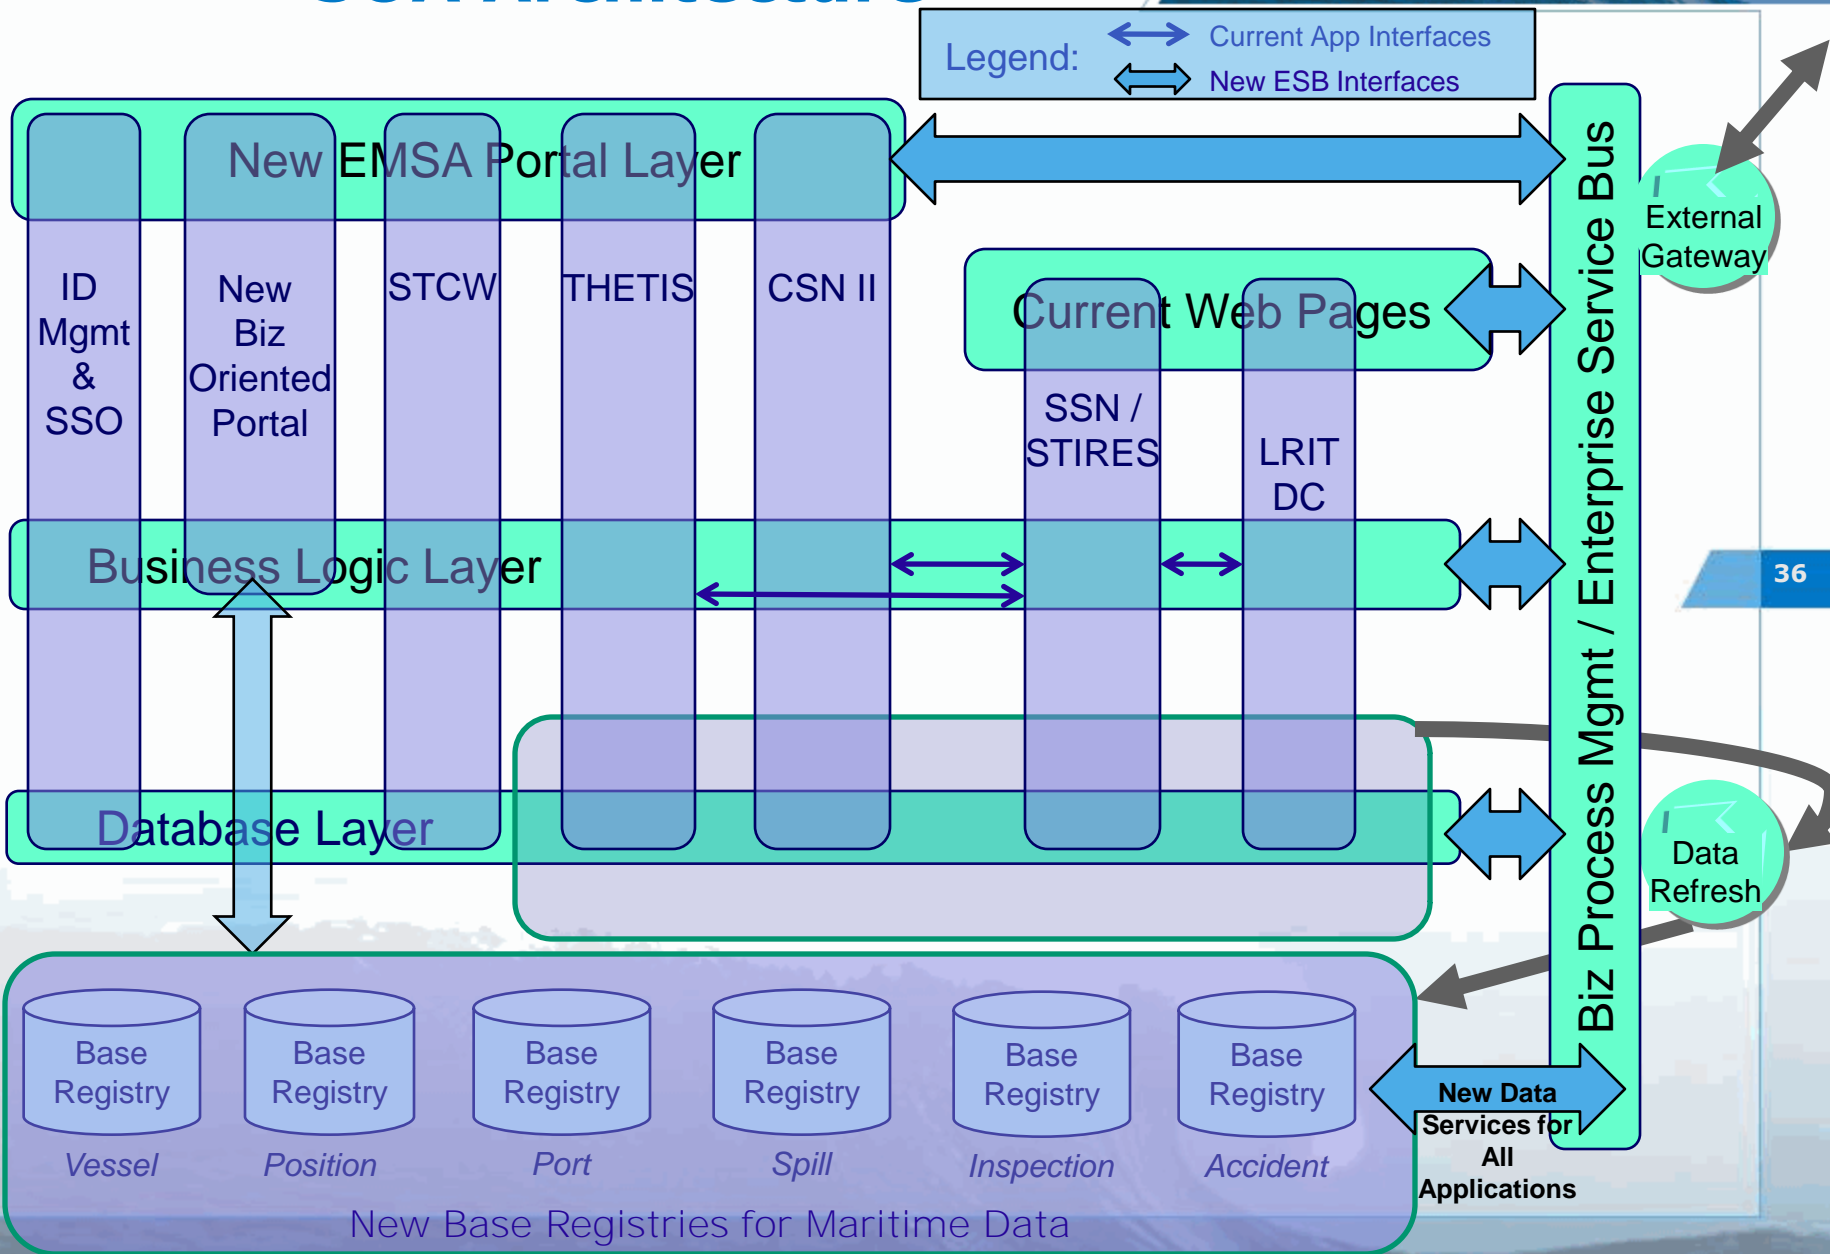 Legend:
Current App Interfaces
New ESB Interfaces
New EMSA Portal Layer
ID
Mgmt
&
SSO
New
Biz
Oriented
Portal
STCW
THETIS
CSN II
Current Web Pages
SSN /
STIRES
LRIT
DC
Business Logic Layer
Database Layer
Biz Process Mgmt / Enterprise Service Bus
External
Gateway
36
Data
Refresh
Base
Registry
Vessel
Base
Registry
Position
Base
Registry
Port
Base
Registry
Spill
Base
Registry
Inspection
Base
Registry
Accident
New Data
Services for
All
Applications
New Base Registries for Maritime Data